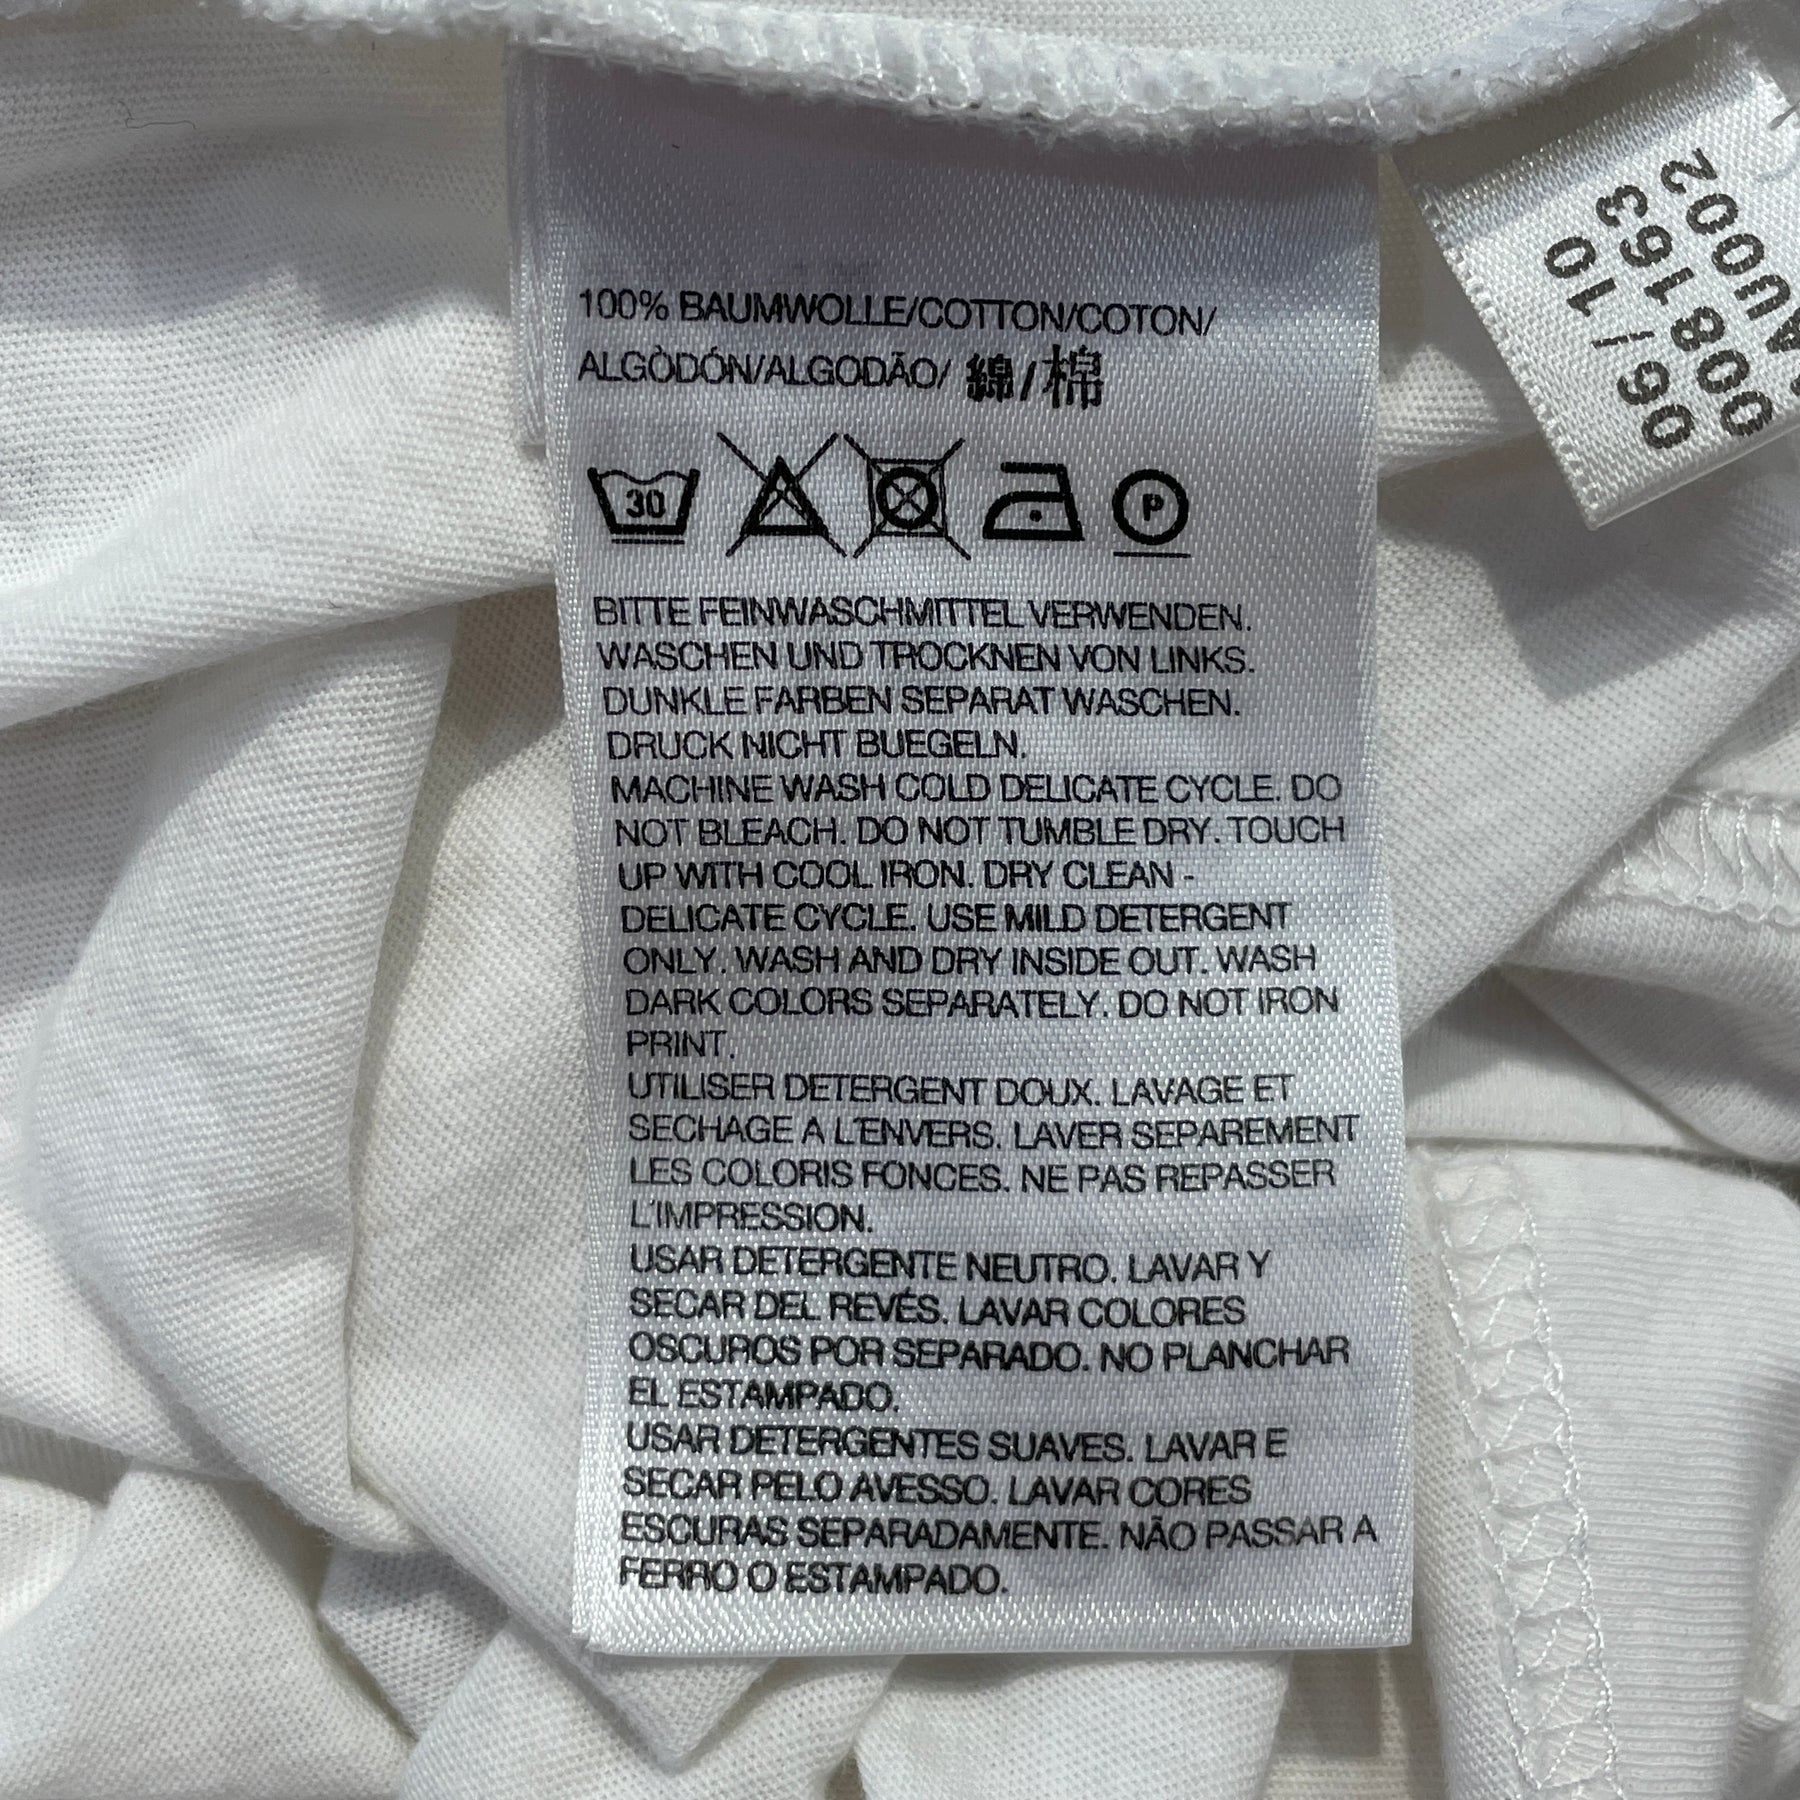 100% BAUMWOLLE/COTTON/COTON/
ALGÒDÓN/ALGODÃO/ 綿/棉
30
P
BITTE FEINWASCHMITTEL VERWENDEN.
WASCHEN UND TROCKNEN VON LINKS.
DUNKLE FARBEN SEPARAT WASCHEN.
DRUCK NICHT BUEGELN.
MACHINE WASH COLD DELICATE CYCLE. DO
NOT BLEACH. DO NOT TUMBLE DRY. TOUCH
UP WITH COOL IRON. DRY CLEAN -
DELICATE CYCLE. USE MILD DETERGENT
ONLY. WASH AND DRY INSIDE OUT. WASH
DARK COLORS SEPARATELY. DO NOT IRON
PRINT.
UTILISER DETERGENT DOUX. LAVAGE ET
SECHAGE A L'ENVERS. LAVER SEPAREMENT
LES COLORIS FONCES. NE PAS REPASSER
L'IMPRESSION.
USAR DETERGENTE NEUTRO. LAVAR Y
SECAR DEL REVÉS. LAVAR COLORES
OSCUROS POR SEPARADO. NO PLANCHAR
EL ESTAMPADO.
USAR DETERGENTES SUAVES. LAVAR E
SECAR PELO AVESSO. LAVAR CORES
ESCURAS SEPARADAMENTE. NÃO PASSAR A
FERRO O ESTAMPADO.
06/10
008163
AU002